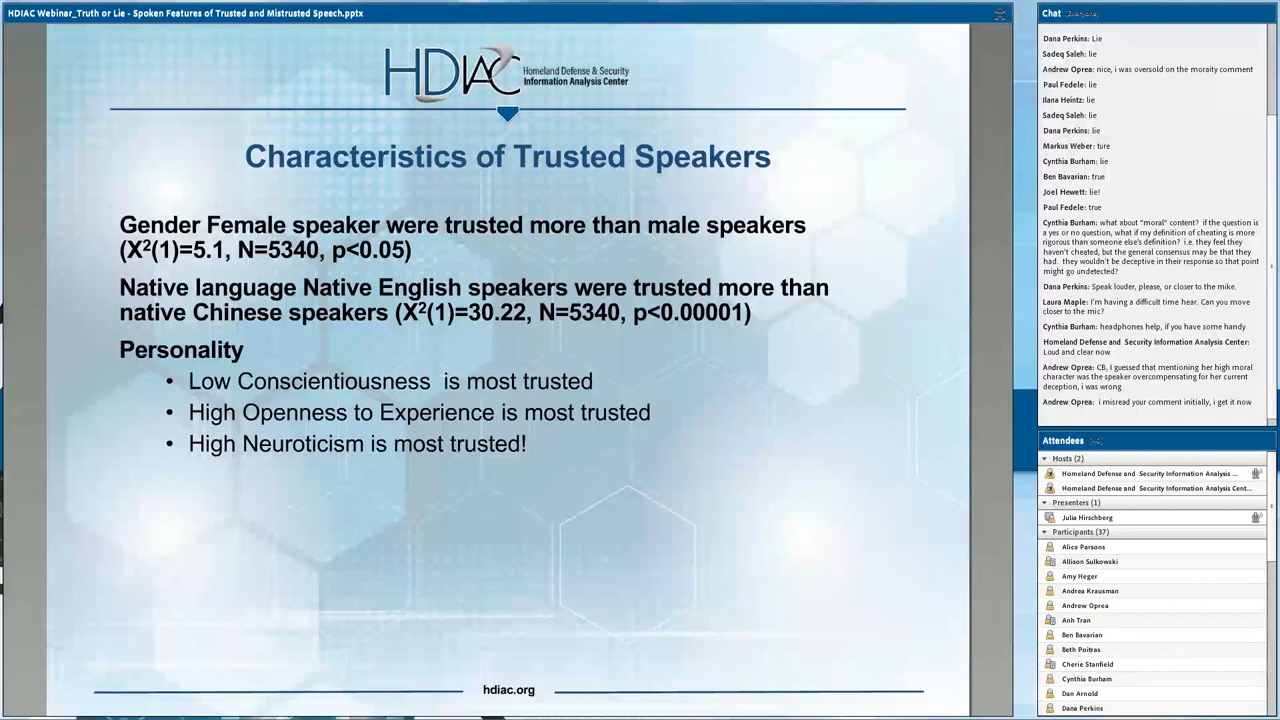 HDIAC Webinar_Truth or Lie - Spoken Features of Trusted and Mistrusted Speech.pptx
HDIAC Homeland Defense & Security
Information Analysis Center
Characteristics of Trusted Speakers
Gender Female speaker were trusted more than male speakers
(X²(1)=5.1, N=5340, p<0.05)
Native language Native English speakers were trusted more than
native Chinese speakers (X²(1)=30.22, N=5340, p<0.00001)
Personality
• Low Conscientiousness is most trusted
• High Openness to Experience is most trusted
• High Neuroticism is most trusted!
hdiac.org
Chat (Everyone)
Dana Perkins: Lie
Sadeq Saleh: lie
Andrew Oprea: nice, i was oversold on the moraity comment
Paul Fedele: lie
Ilana Heintz: lie
Sadeq Saleh: lie
Dana Perkins: lie
Markus Weber: ture
Cynthia Burham: lie
Ben Bavarian: true
Joel Hewett: lie!
Paul Fedele: true
Cynthia Burham: what about "moral" content? if the question is
a yes or no question, what if my definition of cheating is more
rigorous than someone else's definition? i.e. they feel they
haven't cheated, but the general consensus may be that they
had. they wouldn't be deceptive in their response so that point
might go undetected?
Dana Perkins: Speak louder, please, or closer to the mike.
Laura Maple: I'm having a difficult time hear. Can you move
closer to the mic?
Cynthia Burham: headphones help, if you have some handy
Homeland Defense and Security Information Analysis Center:
Loud and clear now
Andrew Oprea: CB, I guessed that mentioning her high moral
character was the speaker overcompensating for her current
deception, i was wrong
Andrew Oprea: i misread your comment initially, i get it now
Attendees
Hosts (2)
Homeland Defense and Security Information Analysis ...
Homeland Defense and Security Information Analysis Cent...
Presenters (1)
Julia Hirschberg
Participants (37)
Alice Parsons
Allison Sulkowski
Amy Heger
Andrea Krausman
Andrew Oprea
Anh Tran
Ben Bavarian
Beth Poitras
Cherie Stanfield
Cynthia Burham
Dan Arnold
Dana Perkins